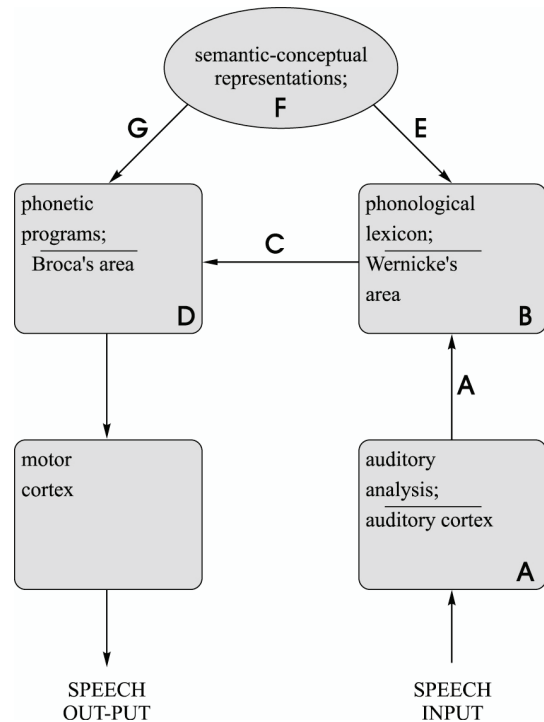 semantic-conceptual
representations;
F
G
E
phonetic
programs;
Broca's area
D
C
phonological
lexicon;
Wernicke's
area
B
A
motor
cortex
auditory
analysis;
auditory cortex
A
SPEECH
OUT-PUT
SPEECH
INPUT